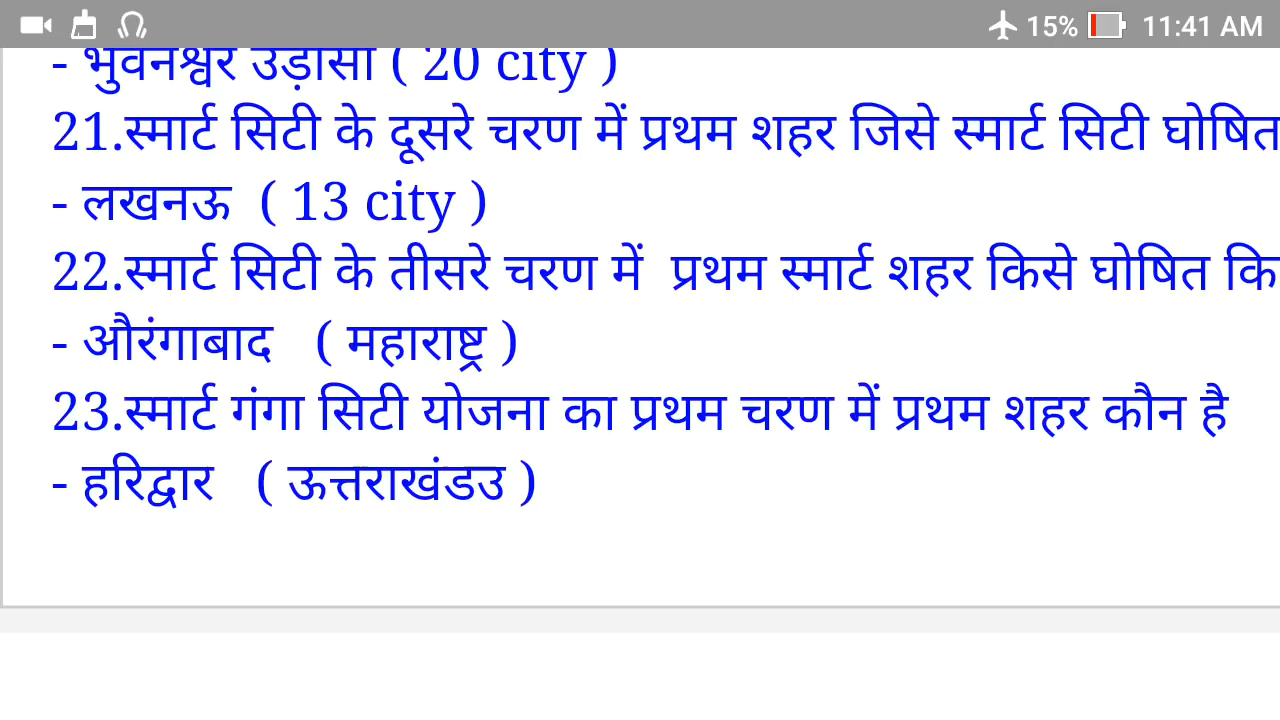 15% 11:41 AM
- भुवनेश्वर उड़ीसा ( 20 city )
21.स्मार्ट सिटी के दूसरे चरण में प्रथम शहर जिसे स्मार्ट सिटी घोषित
- लखनऊ ( 13 city )
22.स्मार्ट सिटी के तीसरे चरण में प्रथम स्मार्ट शहर किसे घोषित कि
- औरंगाबाद ( महाराष्ट्र )
23.स्मार्ट गंगा सिटी योजना का प्रथम चरण में प्रथम शहर कौन है
- हरिद्वार ( ऊत्तराखंडउ )